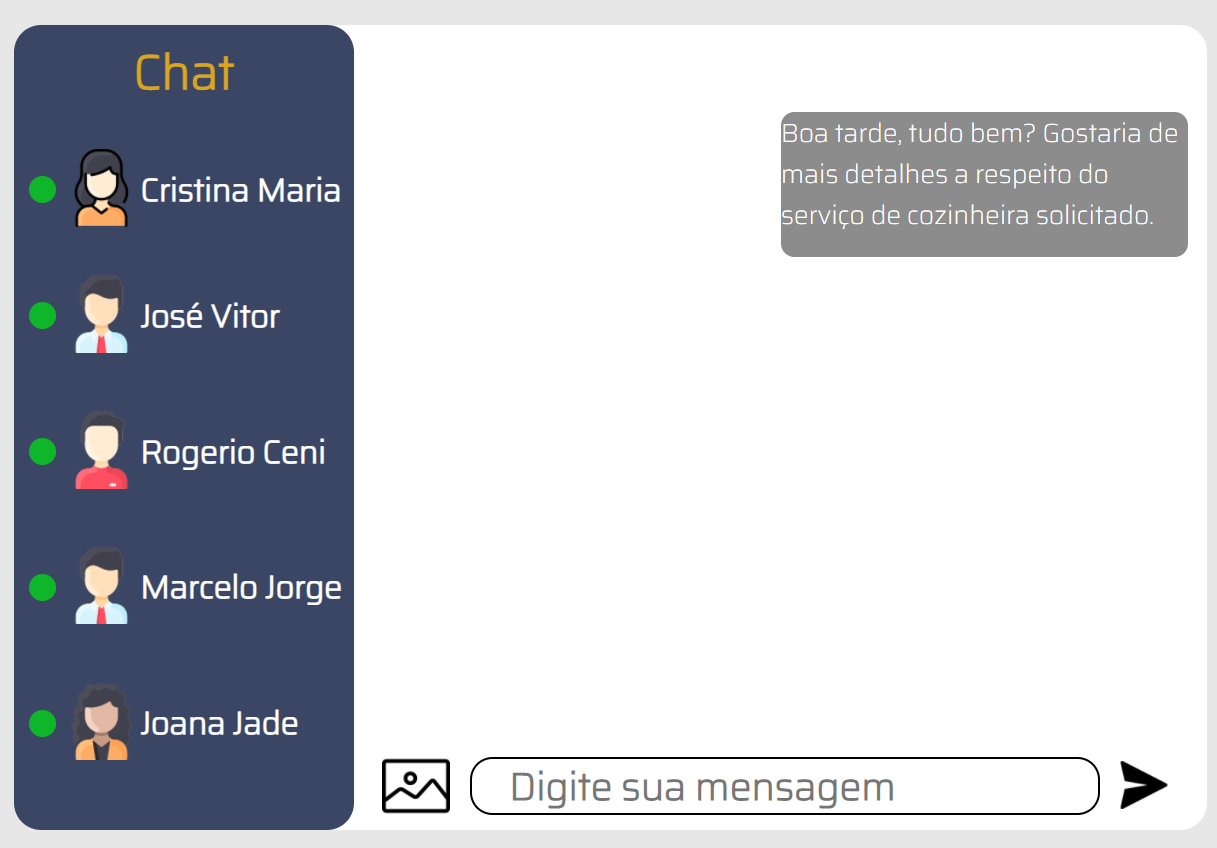 Chat
Cristina Maria
José Vitor
Rogerio Ceni
Marcelo Jorge
Joana Jade
Boa tarde, tudo bem? Gostaria de
mais detalhes a respeito do
serviço de cozinheira solicitado.
Digite sua mensagem